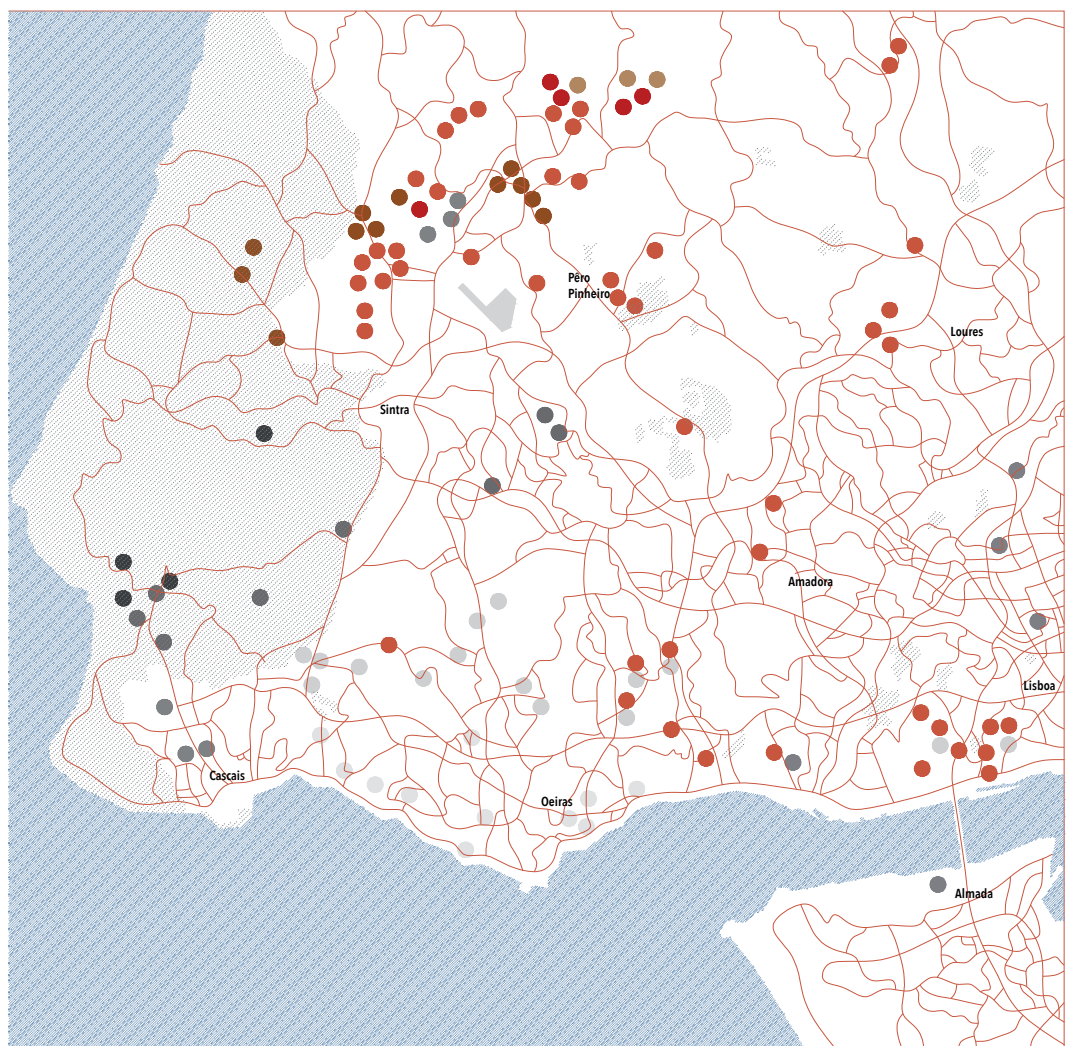 Pêro
Pinheiro
Loures
Sintra
Amadora
Lisboa
Cascais
Oeiras
Almada